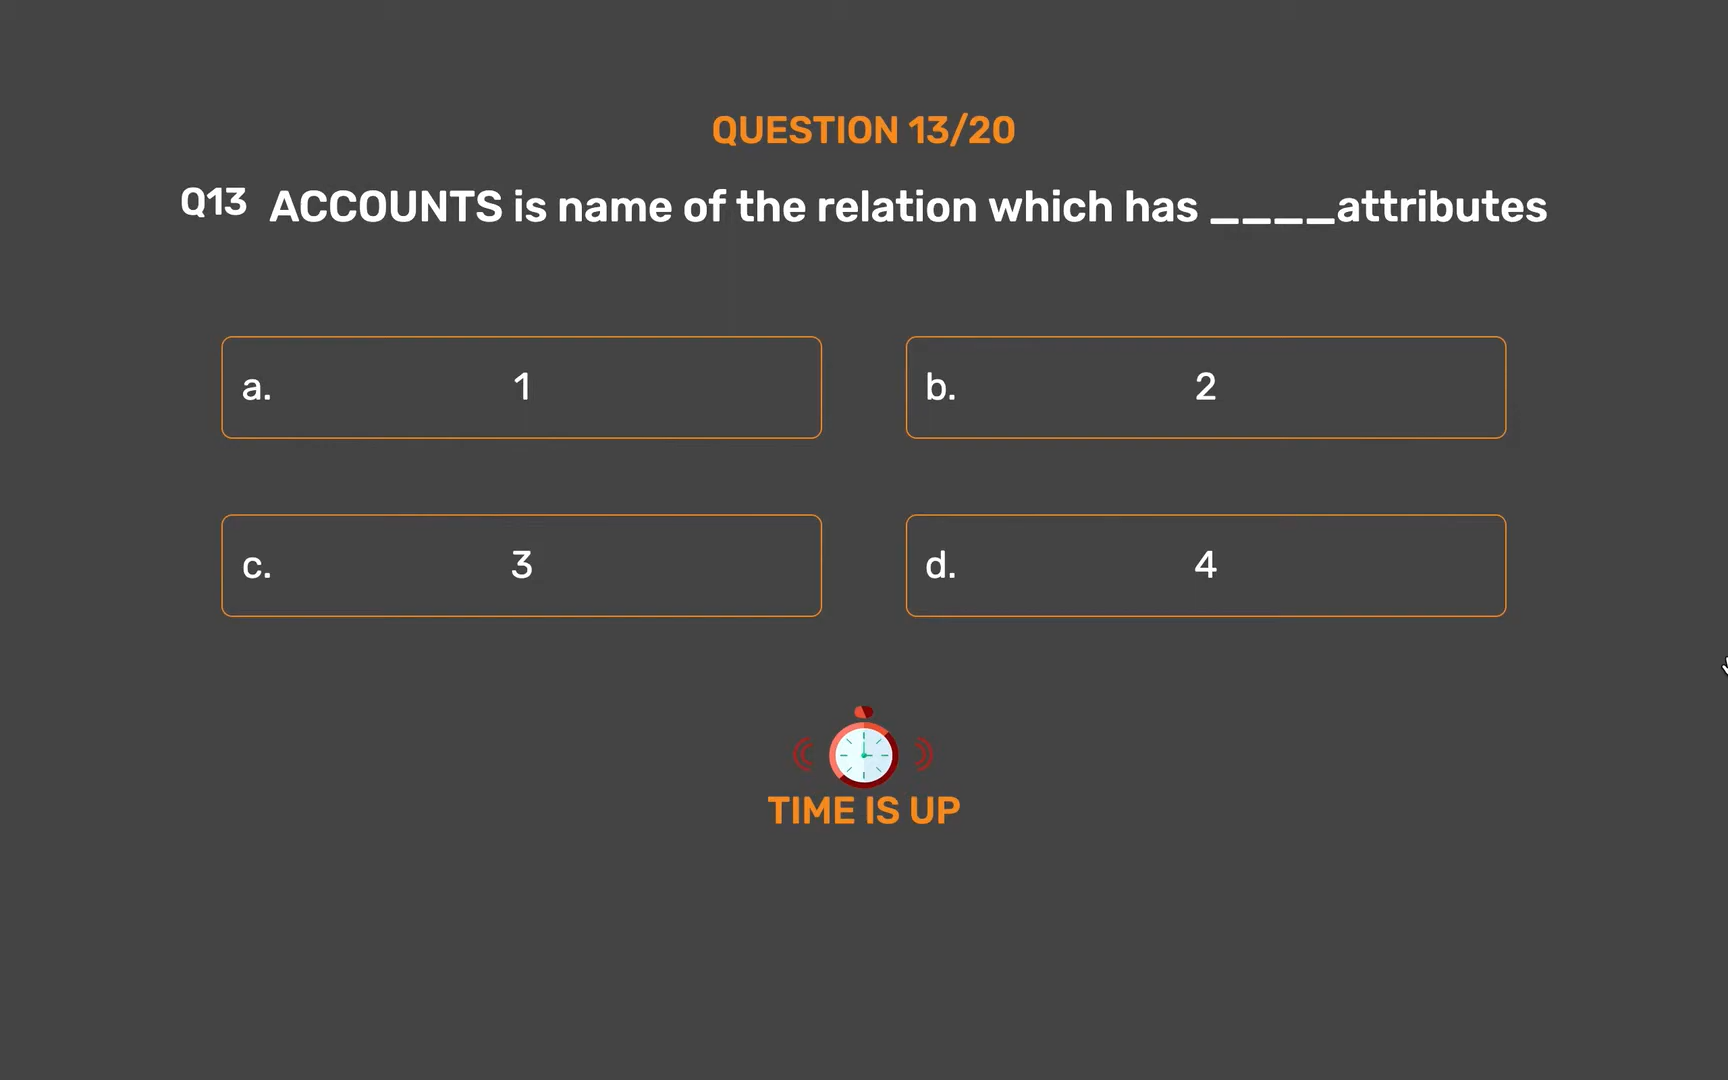 QUESTION 13/20
Q13 ACCOUNTS is name of the relation which has ____attributes
a. 1
b. 2
c. 3
d. 4
TIME IS UP